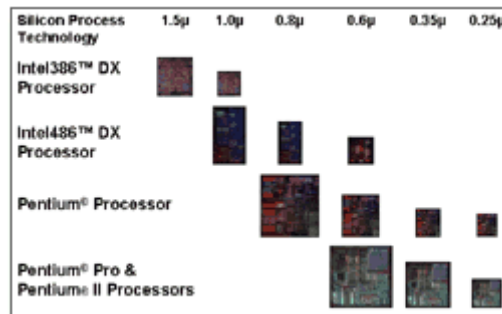 Silicon Process 1.5μ 1.0μ 0.8μ 0.6μ 0.35μ 0.25μ
Technology
Intel386™ DX
Processor
Intel486™ DX
Processor
Pentium® Processor
Pentium® Pro &
Pentium® II Processors